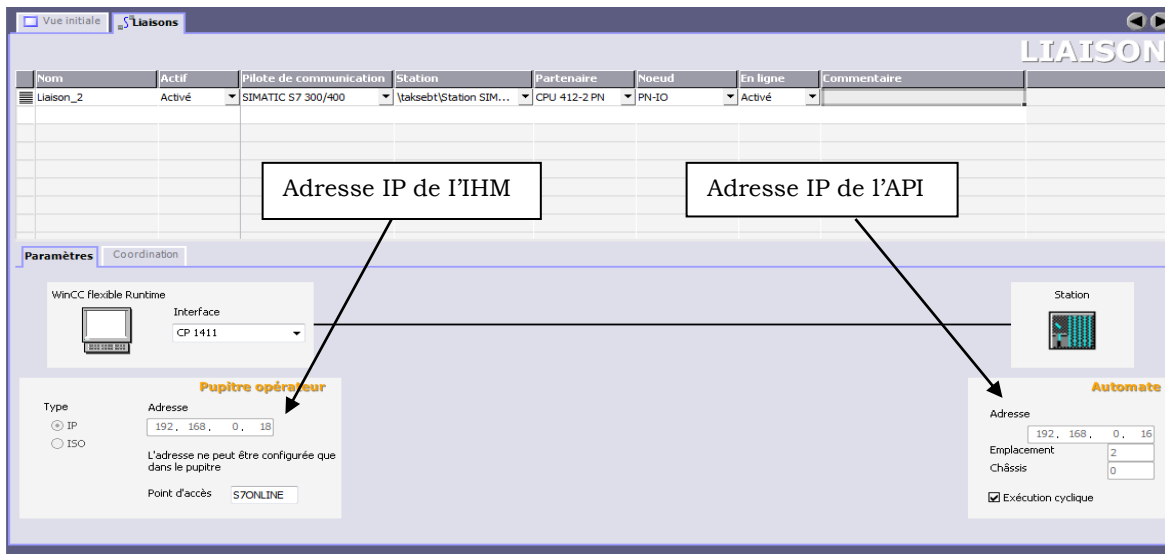 Vue initiale Liaisons
LIAISON
Nom Actif Pilote de communication Station Partenaire Noeud En ligne Commentaire
Liaison_2 Activé SIMATIC S7 300/400 \taksebt\Station SIM... CPU 412-2 PN PN-IO Activé
Adresse IP de I’IHM Adresse IP de l’API
Paramètres Coordination
WinCC flexible Runtime Station
Interface
CP 1411
Pupitre opérateur Automate
Type Adresse Adresse
IP 192. 168. 0. 18
192. 168. 0. 16
ISO
L'adresse ne peut être configurée que
dans le pupitre
Emplacement 2
Châssis 0
Point d'accès S7ONLINE
Exécution cyclique